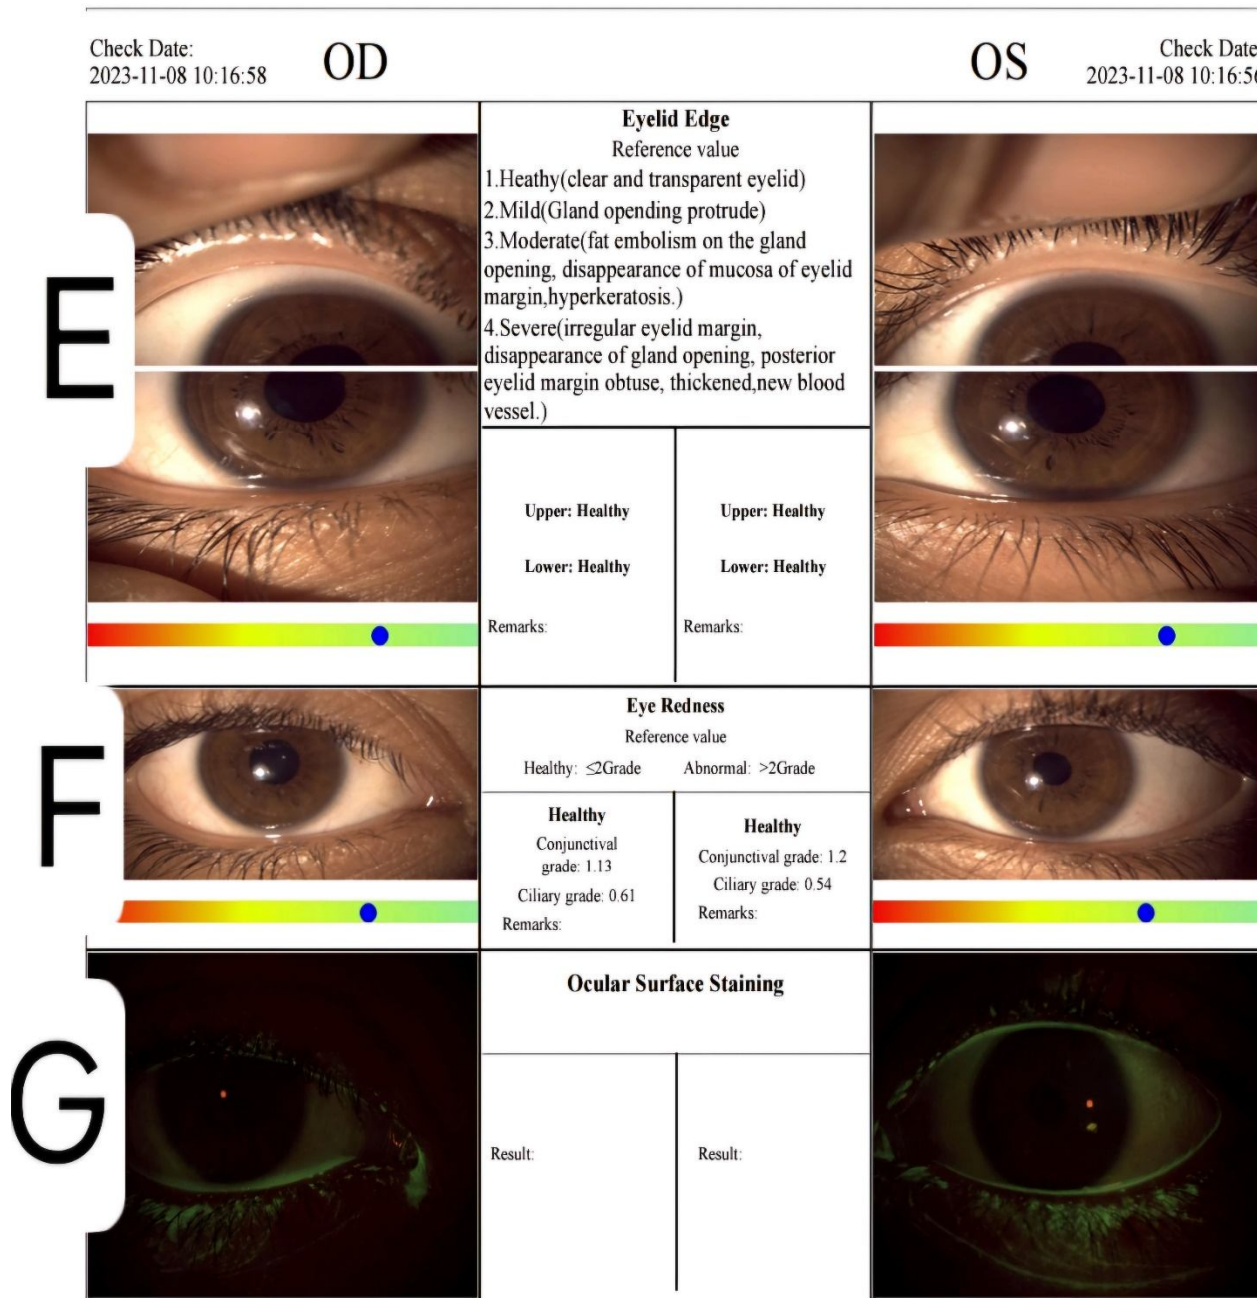 Check Date:
2023-11-08 10:16:58
OD
OS
Check Date
2023-11-08 10:16:56
E
Eyelid Edge
Reference value
1.Heathy(clear and transparent eyelid)
2.Mild(Gland opending protrude)
3.Moderate(fat embolism on the gland
opening, disappearance of mucosa of eyelid
margin,hyperkeratosis.)
4.Severe(irregular eyelid margin,
disappearance of gland opening, posterior
eyelid margin obtuse, thickened,new blood
vessel.)
Upper: Healthy
Lower: Healthy
Remarks:
Upper: Healthy
Lower: Healthy
Remarks:
F
Eye Redness
Reference value
Healthy: ≤2Grade Abnormal: >2Grade
Healthy
Conjunctival
grade: 1.13
Ciliary grade: 0.61
Remarks:
Healthy
Conjunctival grade: 1.2
Ciliary grade: 0.54
Remarks:
G
Ocular Surface Staining
Result:
Result: